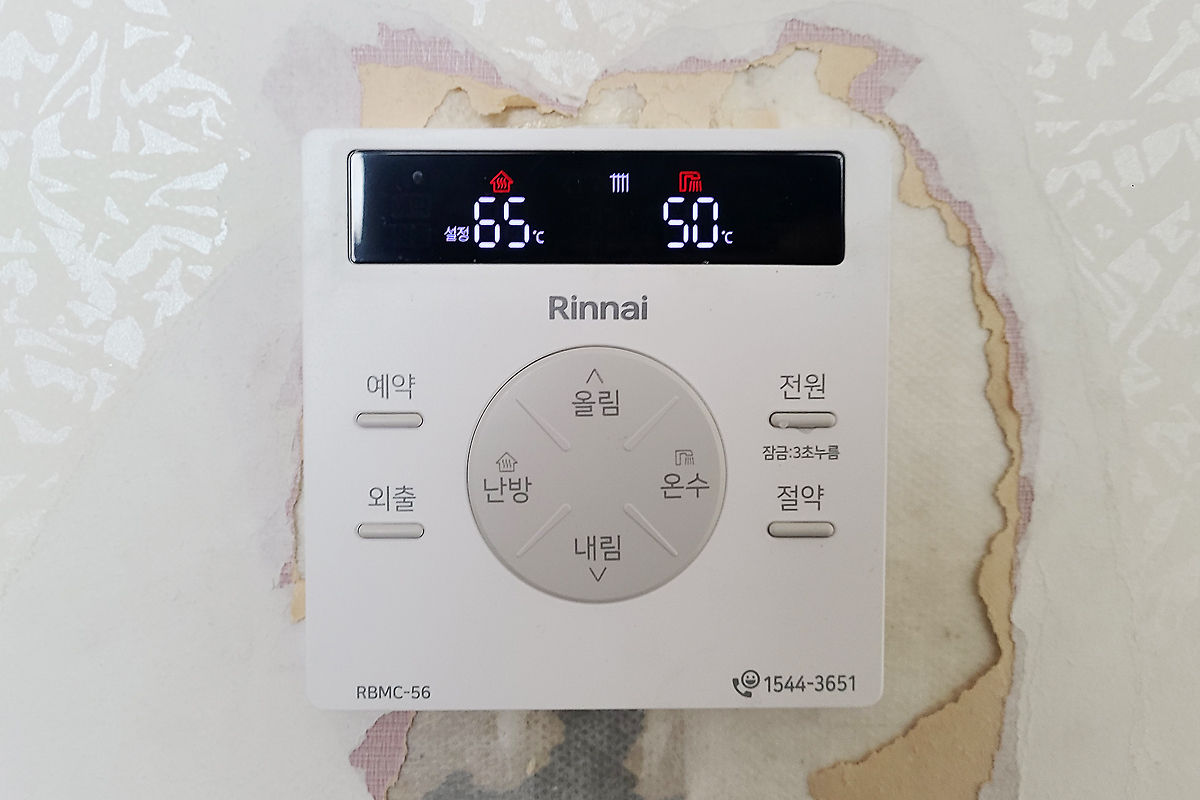 설정 65℃ 50℃
Rinnai
예약
외출
올림
난방
온수
내림
전원
잠금:3초누름
절약
RBMC-56
1544-3651